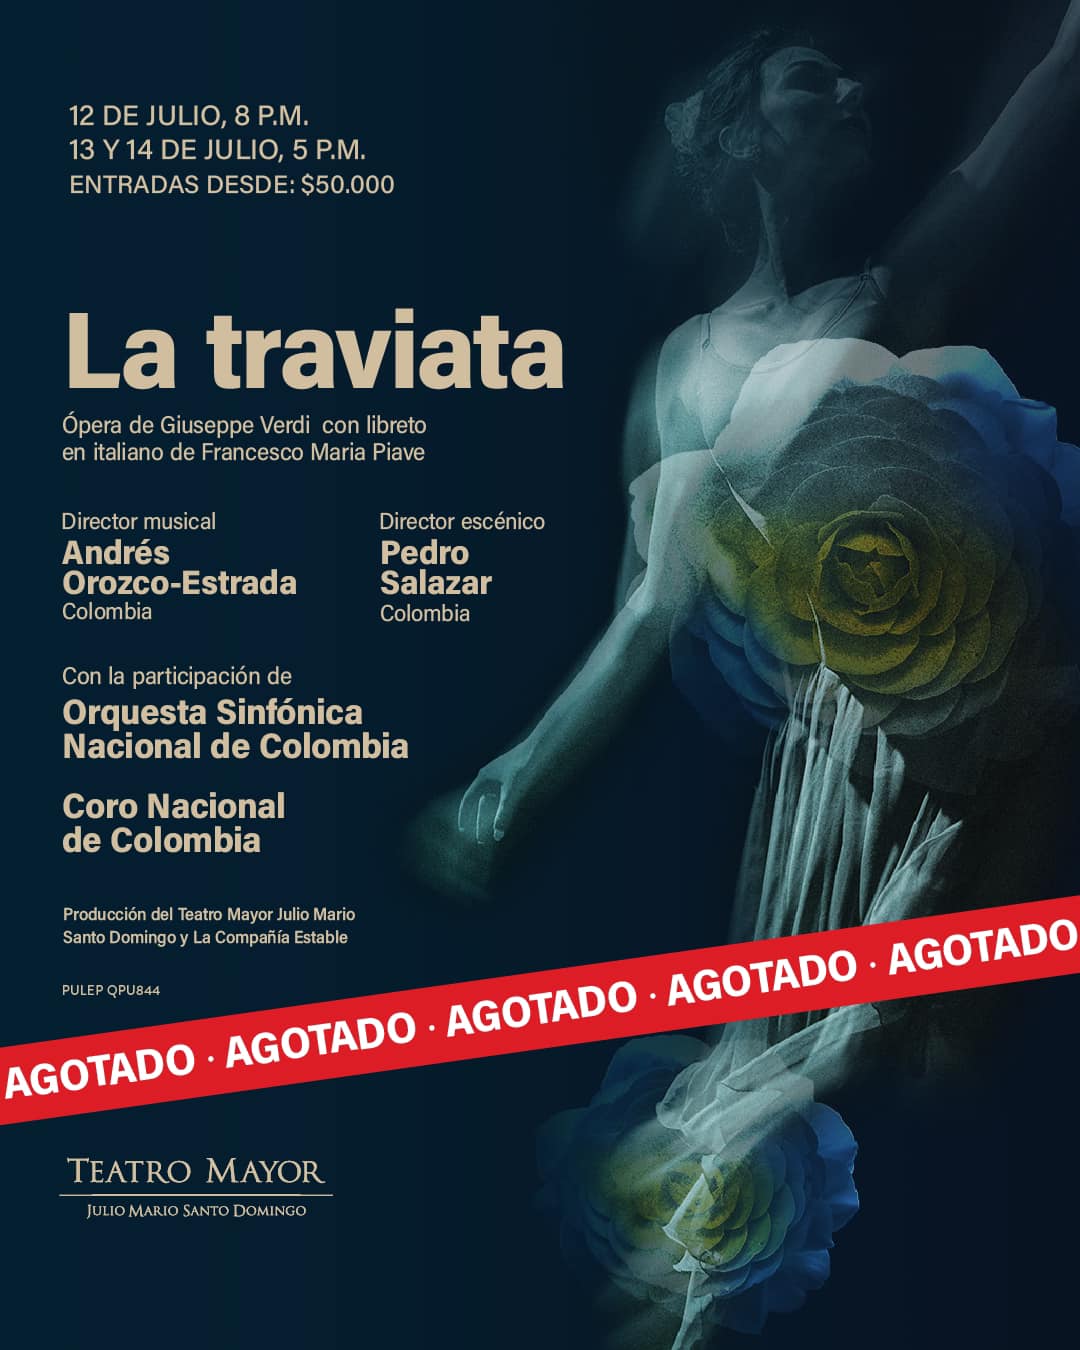 12 DE JULIO, 8 P.M.
13 Y 14 DE JULIO, 5 P.M.
ENTRADAS DESDE: $50.000
La traviata
Ópera de Giuseppe Verdi con libreto
en italiano de Francesco Maria Piave
Director musical
Andrés
Orozco-Estrada
Colombia
Director escénico
Pedro
Salazar
Colombia
Con la participación de
Orquesta Sinfónica
Nacional de Colombia
Coro Nacional
de Colombia
Producción del Teatro Mayor Julio Mario
Santo Domingo y La Compañía Estable
PULEP QPU844
AGOTADO · AGOTADO · AGOTADO · AGOTADO · AGOTADO
TEATRO MAYOR
JULIO MARIO SANTO DOMINGO